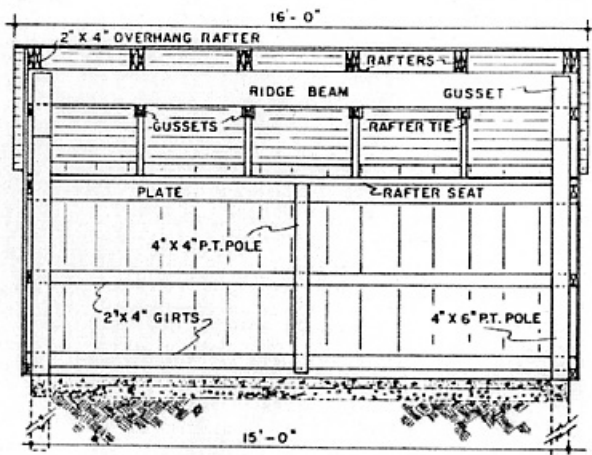 16'-0"
2" X 4" OVERHANG RAFTER
RAFTERS
RIDGE BEAM
GUSSET
GUSSETS
RAFTER TIE
PLATE
RAFTER SEAT
4" X 4" P.T. POLE
2" X 4" GIRTS
4" X 6" P.T. POLE
15'-0"